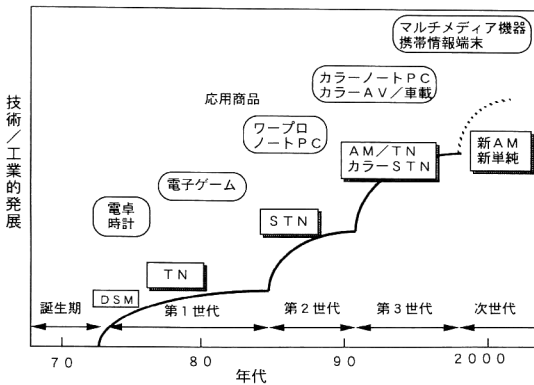 マルチメディア機器
携帯情報端末
カラーノートＰＣ
カラーＡＶ／車載
応用商品
ワープロ
ノートＰＣ
ＡＭ／ＴＮ
カラーＳＴＮ
新ＡＭ
新単純
電子ゲーム
電卓
時計
ＳＴＮ
ＴＮ
ＤＳＭ
技術／工業的発展
誕生期
第１世代
第２世代
第３世代
次世代
７０
８０
９０
２０００
年代